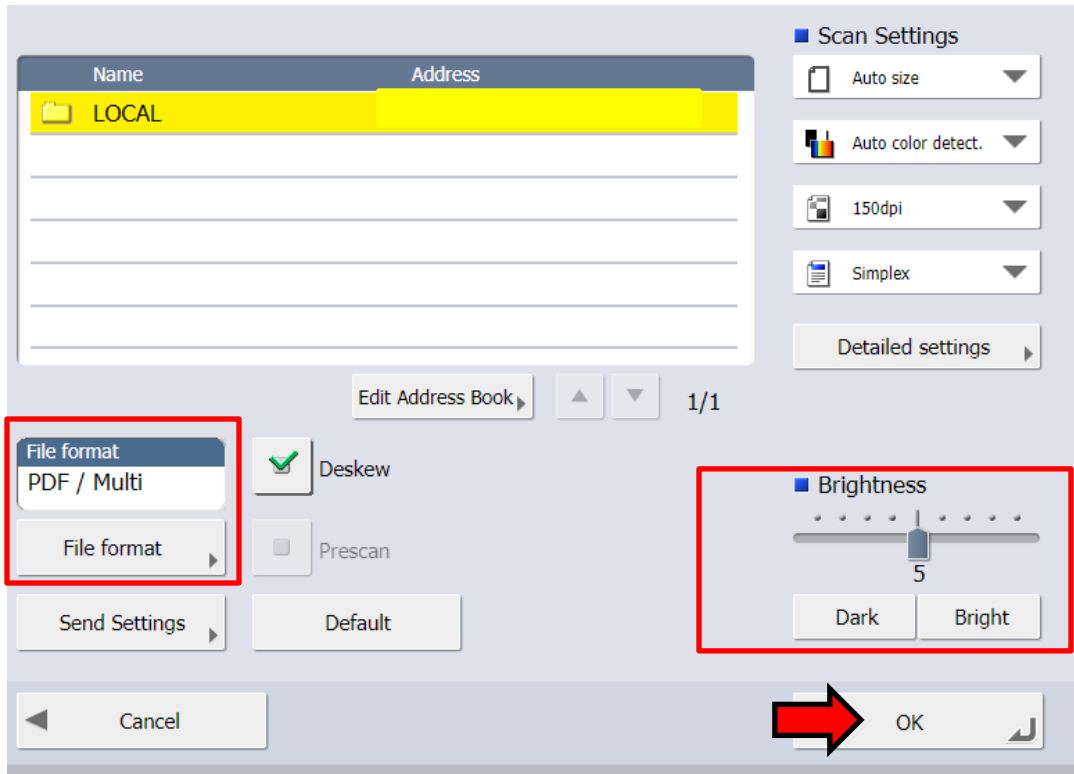 Scan Settings
Name Address
Auto size
LOCAL
Auto color detect.
150dpi
Simplex
Detailed settings
Edit Address Book 1/1
File format
PDF / Multi
Deskew
Brightness
File format
Prescan
5
Send Settings
Default
Dark Bright
Cancel
OK